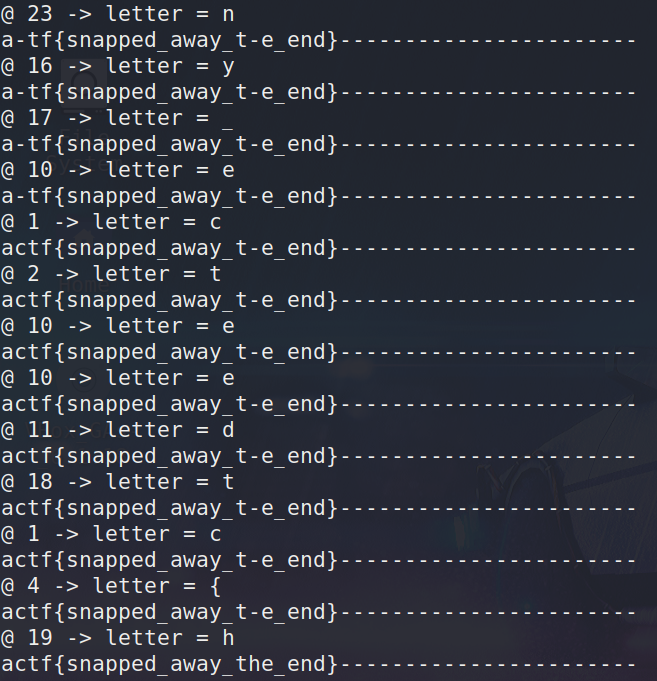 @ 23 -> letter = n
a-tf{snapped_away_t-e_end}-----------------------
@ 16 -> letter = y
a-tf{snapped_away_t-e_end}-----------------------
@ 17 -> letter = _
a-tf{snapped_away_t-e_end}-----------------------
@ 10 -> letter = e
a-tf{snapped_away_t-e_end}-----------------------
@ 1 -> letter = c
actf{snapped_away_t-e_end}-----------------------
@ 2 -> letter = t
actf{snapped_away_t-e_end}-----------------------
@ 10 -> letter = e
actf{snapped_away_t-e_end}-----------------------
@ 10 -> letter = e
actf{snapped_away_t-e_end}-----------------------
@ 11 -> letter = d
actf{snapped_away_t-e_end}-----------------------
@ 18 -> letter = t
actf{snapped_away_t-e_end}-----------------------
@ 1 -> letter = c
actf{snapped_away_t-e_end}-----------------------
@ 4 -> letter = {
actf{snapped_away_t-e_end}-----------------------
@ 19 -> letter = h
actf{snapped_away_the_end}-----------------------